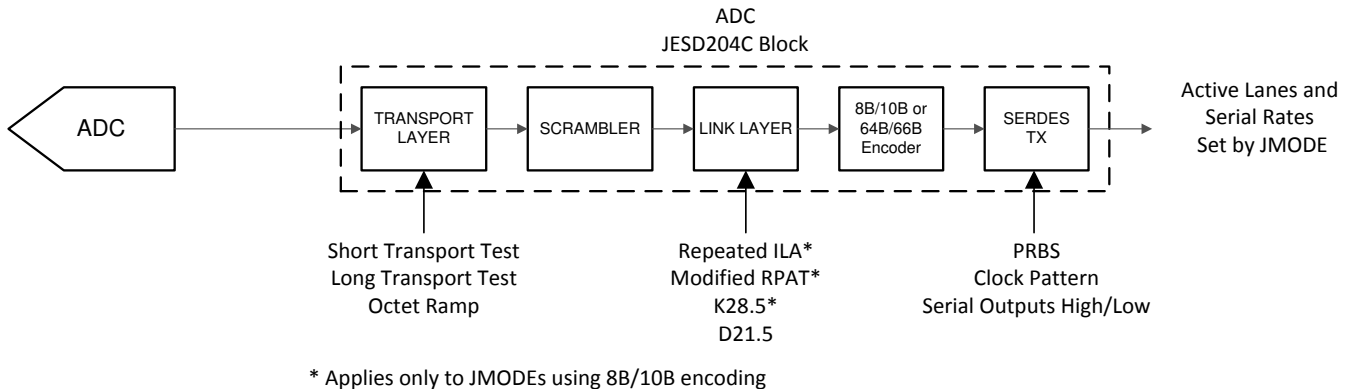 ADC
JESD204C Block
ADC
TRANSPORT
LAYER
SCRAMBLER
LINK LAYER
8B/10B or
64B/66B
Encoder
SERDES
TX
Active Lanes and
Serial Rates
Set by JMODE
Short Transport Test
Long Transport Test
Octet Ramp
Repeated ILA*
Modified RPAT*
K28.5*
D21.5
PRBS
Clock Pattern
Serial Outputs High/Low
* Applies only to JMODEs using 8B/10B encoding